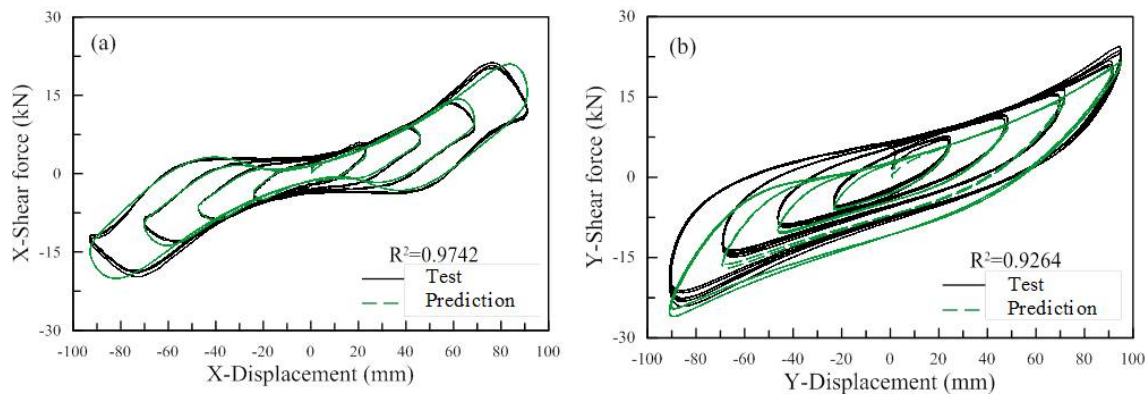 (a)
X-Shear force (kN)
30
15
0
-15
-30
R²=0.9742
Test
Prediction
-100 -80 -60 -40 -20 0 20 40 60 80 100
X-Displacement (mm)
(b)
Y-Shear force (kN)
30
15
0
-15
-30
R²=0.9264
Test
Prediction
-100 -80 -60 -40 -20 0 20 40 60 80 100
Y-Displacement (mm)